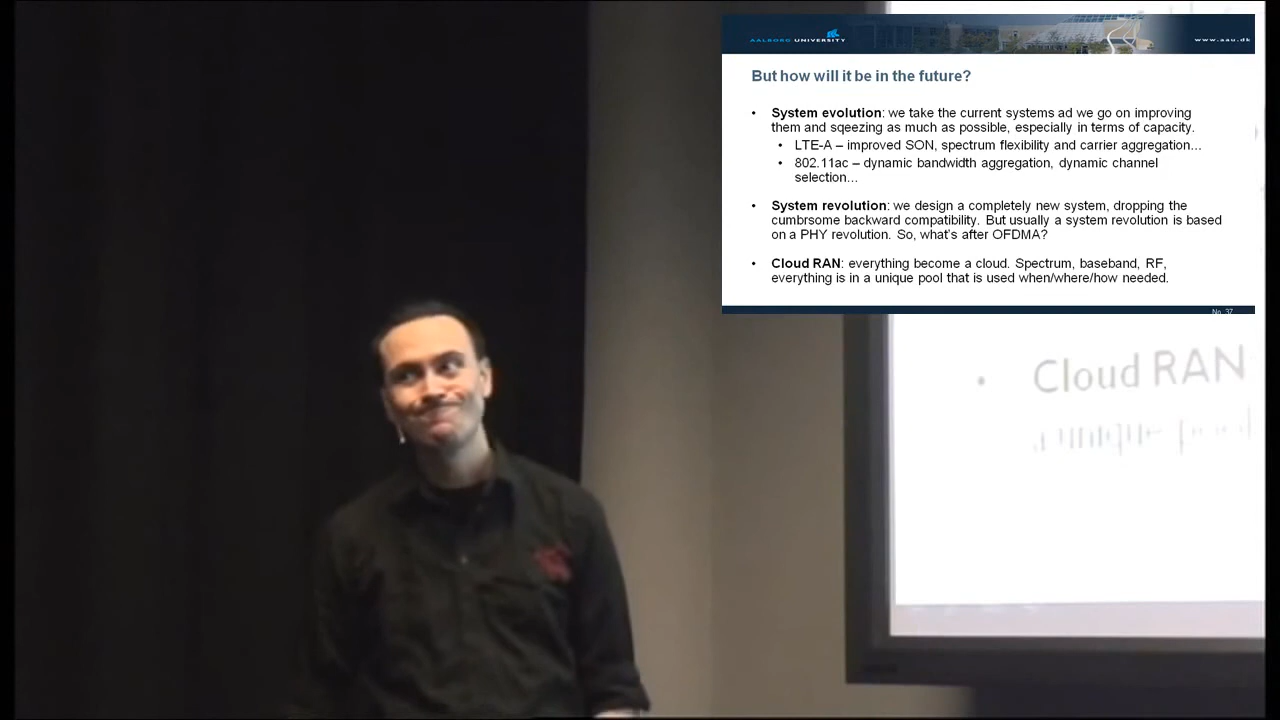 AALBORG UNIVERSITY
www.aau.dk
But how will it be in the future?
• System evolution: we take the current systems ad we go on improving
them and sqeezing as much as possible, especially in terms of capacity.
• LTE-A – improved SON, spectrum flexibility and carrier aggregation...
• 802.11ac – dynamic bandwidth aggregation, dynamic channel
selection...
• System revolution: we design a completely new system, dropping the
cumbrsome backward compatibility. But usually a system revolution is based
on a PHY revolution. So, what's after OFDMA?
• Cloud RAN: everything become a cloud. Spectrum, baseband, RF,
everything is in a unique pool that is used when/where/how needed.
No. 37
• Cloud RAN
a unique pool